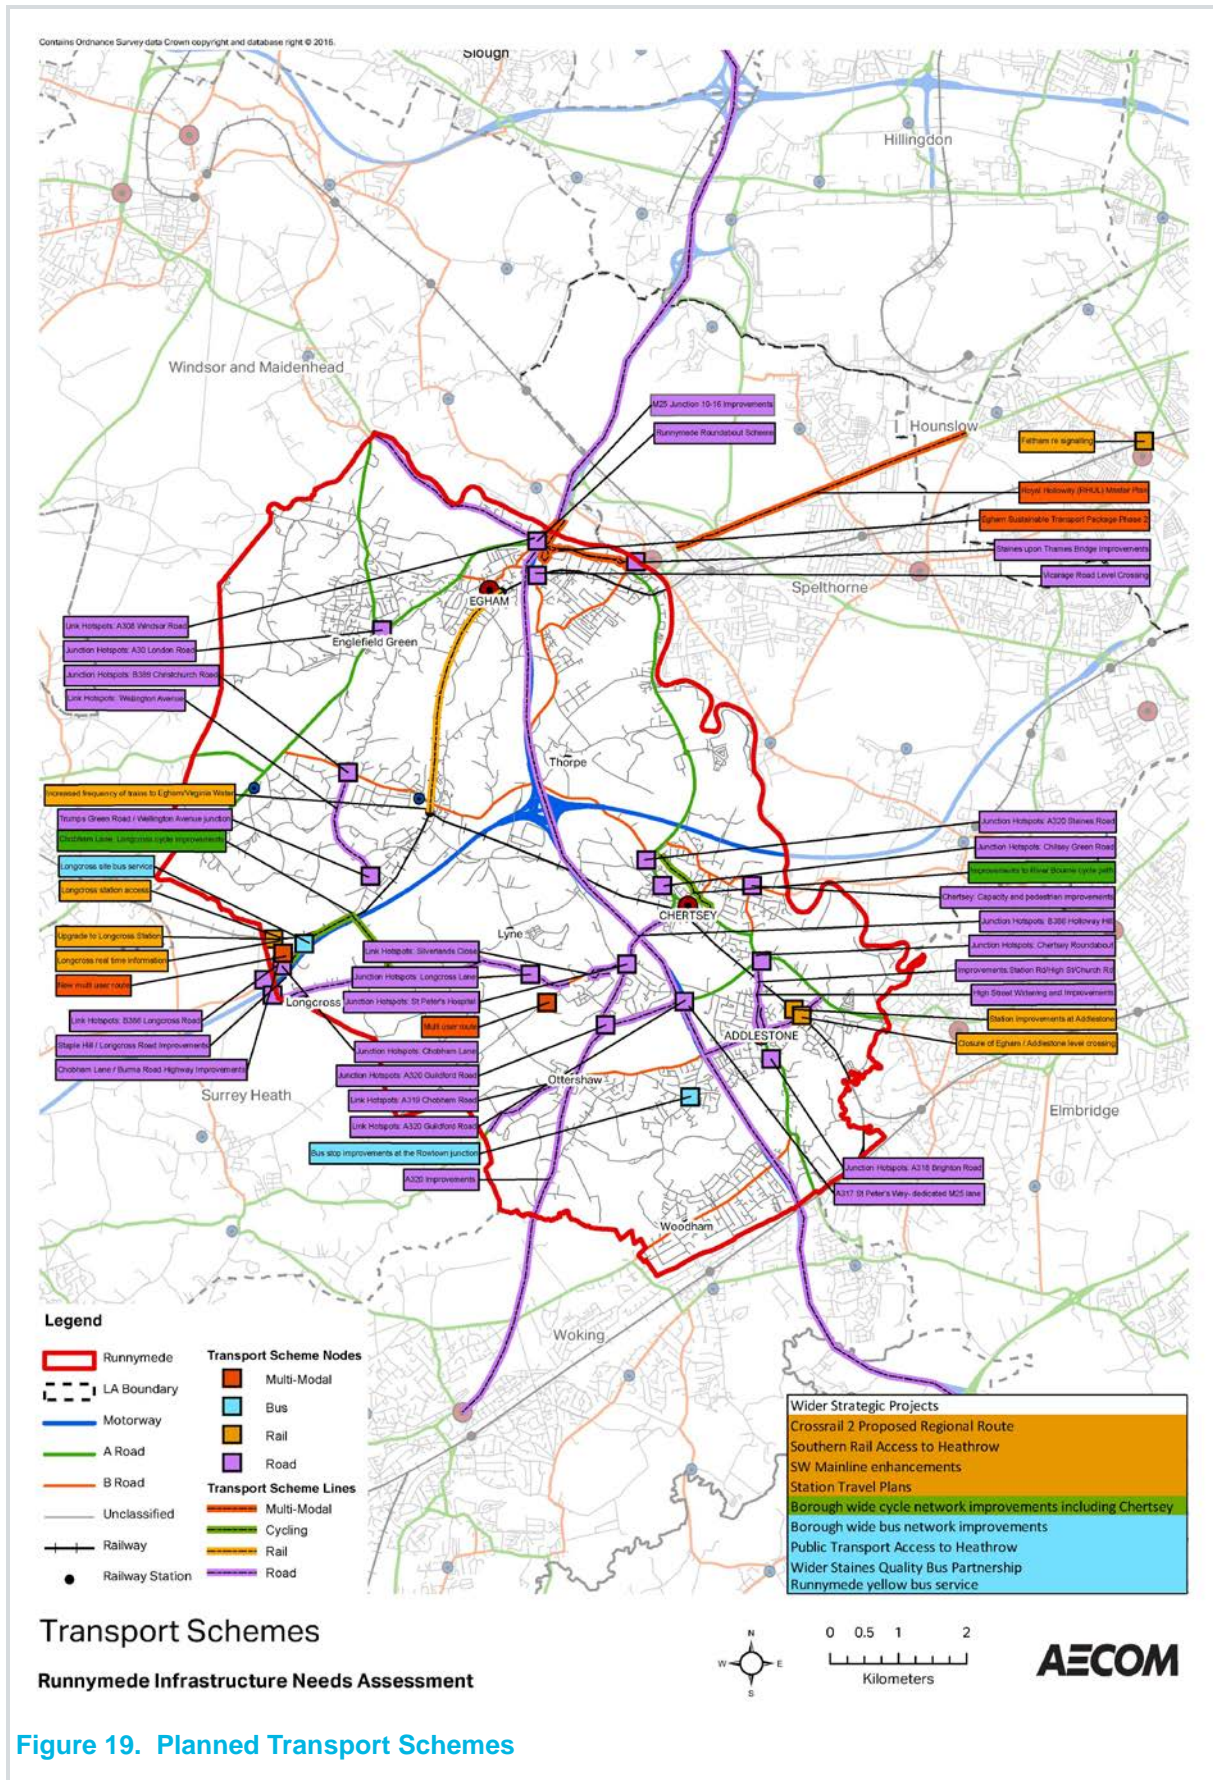 Contains Ordnance Survey data Crown copyright and database right © 2016.
Slough
Hillingdon
Windsor and Maidenhead
M25 Junction 10-16 Improvements
Runnymede Roundabout Scheme
Hounslow
Feltham re signalling
Royal Holloway (RHUL) Master Plan
Egham Sustainable Transport Package Phase 2
Staines upon Thames Bridge Improvements
Vicarage Road Level Crossing
Spelthorne
EGHAM
Englefield Green
Link Hotspots: A308 Windsor Road
Junction Hotspots: A30 London Road
Junction Hotspots: B389 Christchurch Road
Link Hotspots: Wellington Avenue
Thorpe
Increased frequency of trains to Egham/Virginia Water
Trumps Green Road / Wellington Avenue junction
Chobham Lane, Longcross cycle improvements
Longcross site bus service
Longcross station access
Upgrade to Longcross Station
Longcross real time information
New multi user route
Link Hotspots: B386 Longcross Road
Staple Hill / Longcross Road Improvements
Chobham Lane / Burma Road Highway Improvements
Junction Hotspots: A320 Staines Road
Junction Hotspots: Chilsey Green Road
Improvements to River Bourne cycle path
Chertsey: Capacity and pedestrian improvements
Junction Hotspots: B386 Holloway Hill
Junction Hotspots: Chertsey Roundabout
Improvements Station Rd/High St/Church Rd
High Street Widening and Improvements
Station improvements at Addlestone
Closure of Egham / Addlestone level crossing
CHERTSEY
Lyne
Longcross
Link Hotspots: Silverlands Close
Junction Hotspots: Longcross Lane
Junction Hotspots: St Peter's Hospital
Multi user route
Junction Hotspots: Chobham Lane
Junction Hotspots: A320 Guildford Road
Link Hotspots: A319 Chobham Road
Link Hotspots: A320 Guildford Road
Bus stop improvements at the Rowtown junction
A320 Improvements
ADDLESTONE
Ottershaw
Surrey Heath
Elmbridge
Junction Hotspots: A318 Brighton Road
A317 St Peter's Way- dedicated M25 lane
Woodham
Woking
Legend
Runnymede
LA Boundary
Motorway
A Road
B Road
Unclassified
Railway
Railway Station
Transport Scheme Nodes
Multi-Modal
Bus
Rail
Road
Transport Scheme Lines
Multi-Modal
Cycling
Rail
Road
Wider Strategic Projects
Crossrail 2 Proposed Regional Route
Southern Rail Access to Heathrow
SW Mainline enhancements
Station Travel Plans
Borough wide cycle network improvements including Chertsey
Borough wide bus network improvements
Public Transport Access to Heathrow
Wider Staines Quality Bus Partnership
Runnymede yellow bus service
Transport Schemes
Runnymede Infrastructure Needs Assessment
N
W E
S
0 0.5 1 2
Kilometers
AECOM
Figure 19. Planned Transport Schemes